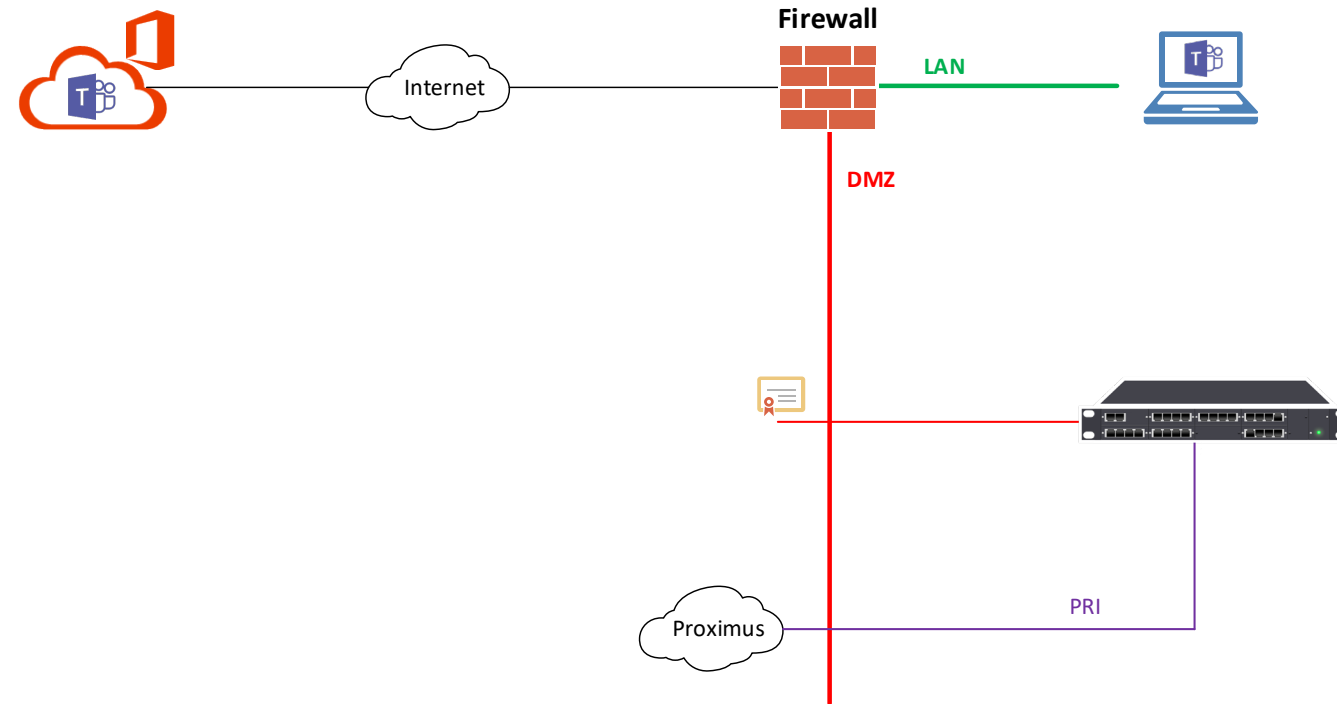 Firewall
LAN
T
T
Internet
DMZ
PRI
Proximus